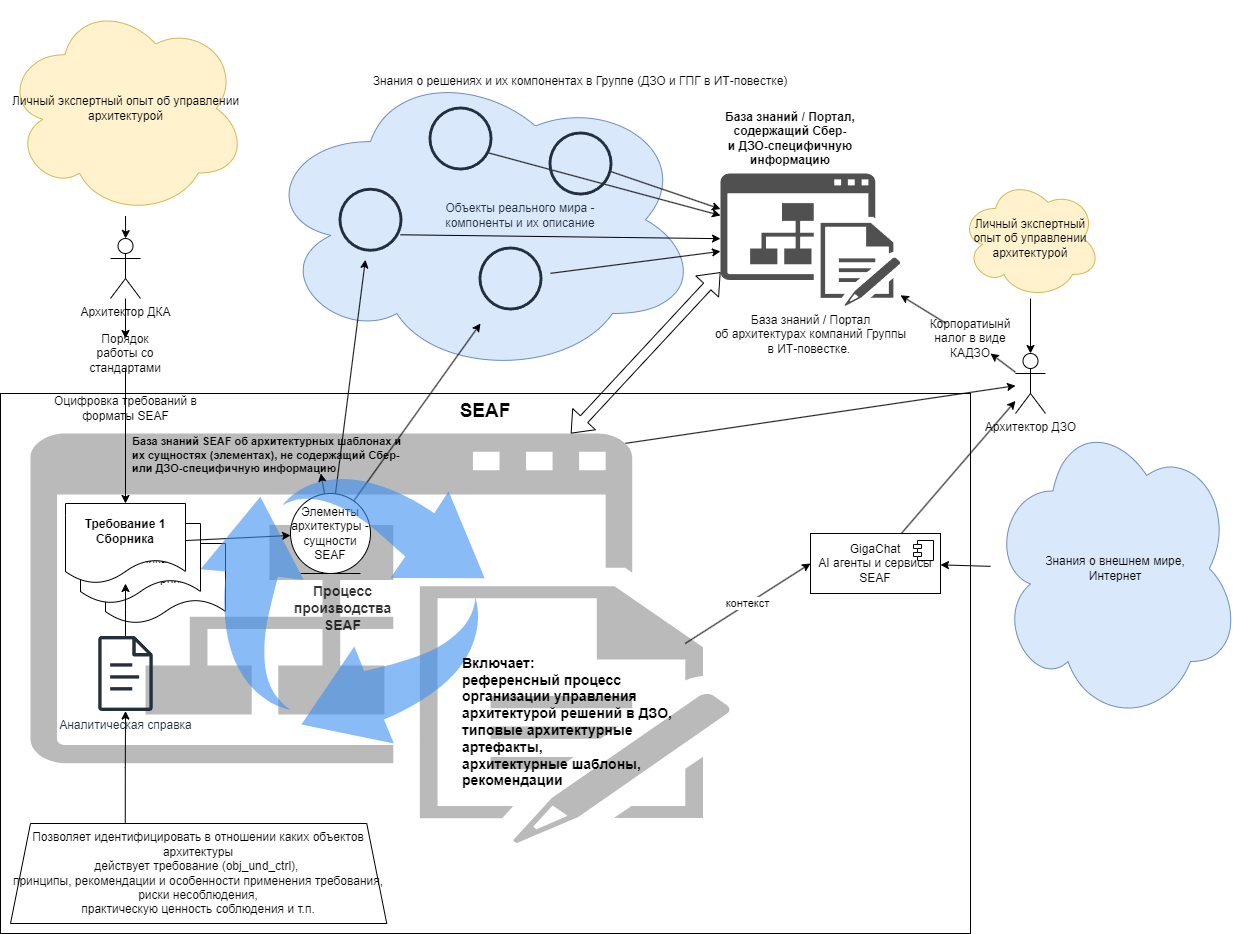 Знания о решениях и их компонентах в Группе (ДЗО и ГПГ в ИТ-повестке)
Личный экспертный опыт об управлении
архитектурой
База знаний / Портал,
содержащий Сбер-
и ДЗО-специфичную
информацию
Объекты реального мира -
компоненты и их описание
Личный экспертный
опыт об управлении
архитектурой
Архитектор ДКА
База знаний / Портал
об архитектурах компаний Группы
в ИТ-повестке.
Корпоратиынй
налог в виде
КАДЗО
Порядок
работы со
стандартами
Оцифровка требований в
форматы SEAF
SEAF
Архитектор ДЗО
База знаний SEAF об архитектурных шаблонах и
их сущностях (элементах), не содержащий Сбер-
или ДЗО-специфичную информацию
Требование 1
Сборника
Элементы
архитектуры -
сущности
SEAF
GigaChat
AI агенты и сервисы
SEAF
Знания о внешнем мире,
Интернет
Процесс
производства
SEAF
контекст
Включает:
референсный процесс
организации управления
архитектурой решений в ДЗО,
типовые архитектурные
артефакты,
архитектурные шаблоны,
рекомендации
Аналитическая справка
Позволяет идентифицировать в отношении каких объектов
архитектуры
действует требование (obj_und_ctrl),
принципы, рекомендации и особенности применения требования,
риски несоблюдения,
практическую ценность соблюдения и т.п.